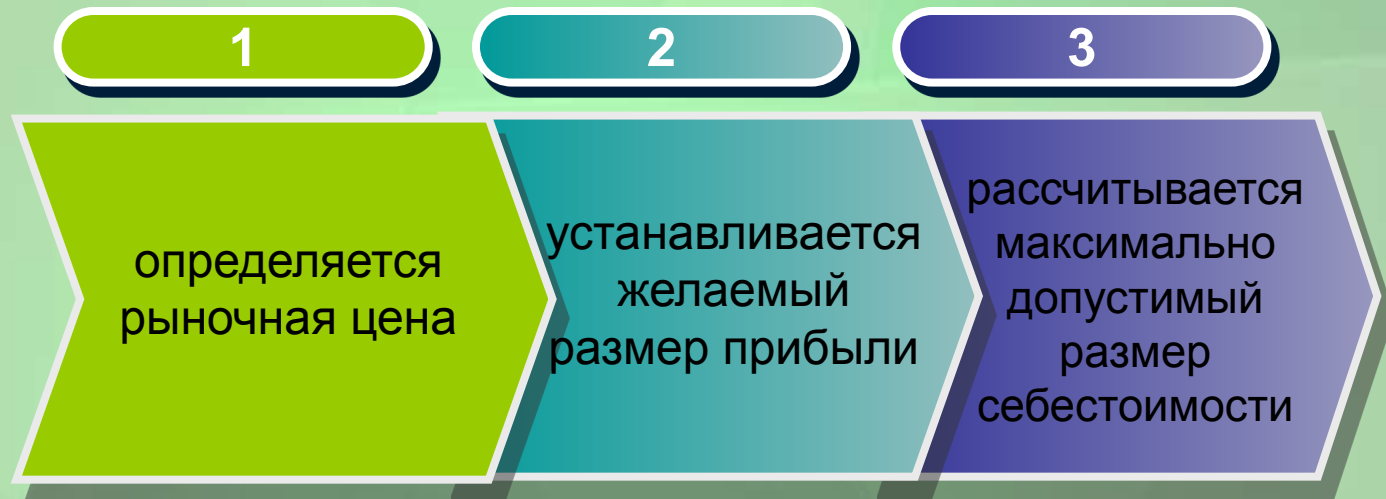 1
2
3
определяется
рыночная цена
устанавливается
желаемый
размер прибыли
рассчитывается
максимально
допустимый
размер
себестоимости